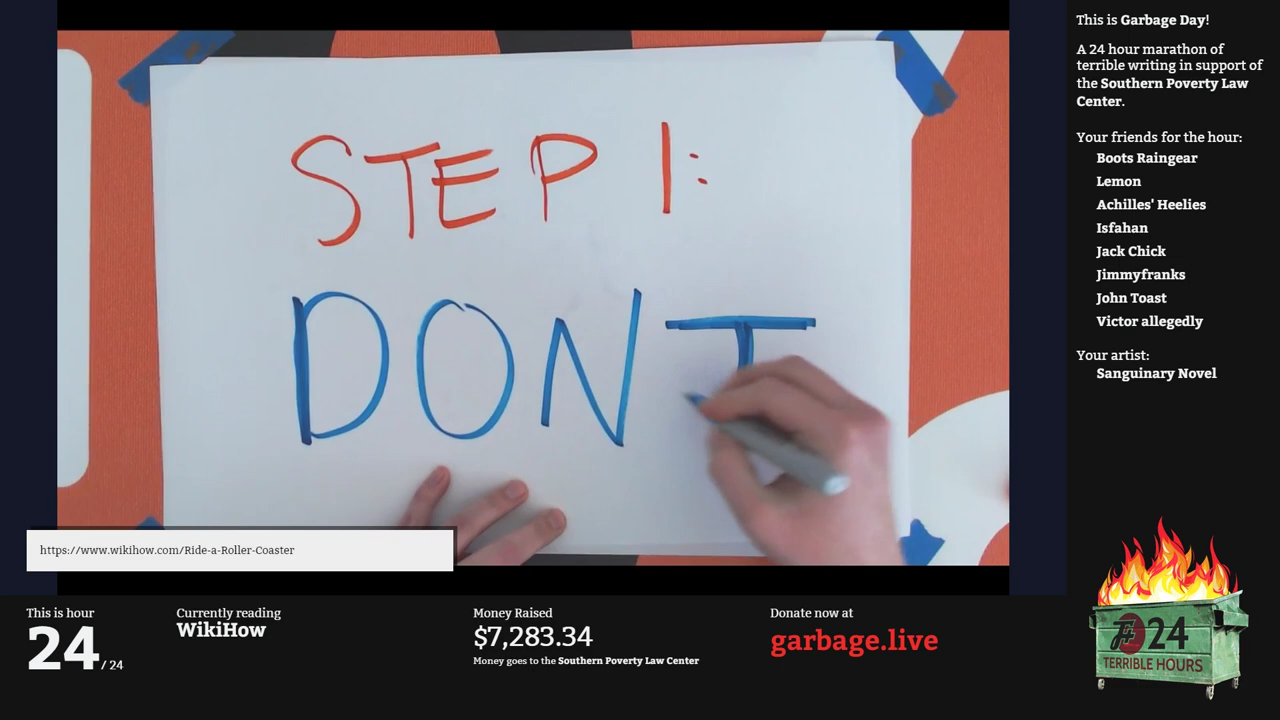 STEP 1:
DONT
https://www.wikihow.com/Ride-a-Roller-Coaster
This is Garbage Day!
A 24 hour marathon of
terrible writing in support of
the Southern Poverty Law
Center.
Your friends for the hour:
Boots Raingear
Lemon
Achilles' Heelies
Isfahan
Jack Chick
Jimmyfranks
John Toast
Victor allegedly
Your artist:
Sanguinary Novel
This is hour
24 / 24
Currently reading
WikiHow
Money Raised
$7,283.34
Money goes to the Southern Poverty Law Center
Donate now at
garbage.live
24
TERRIBLE HOURS